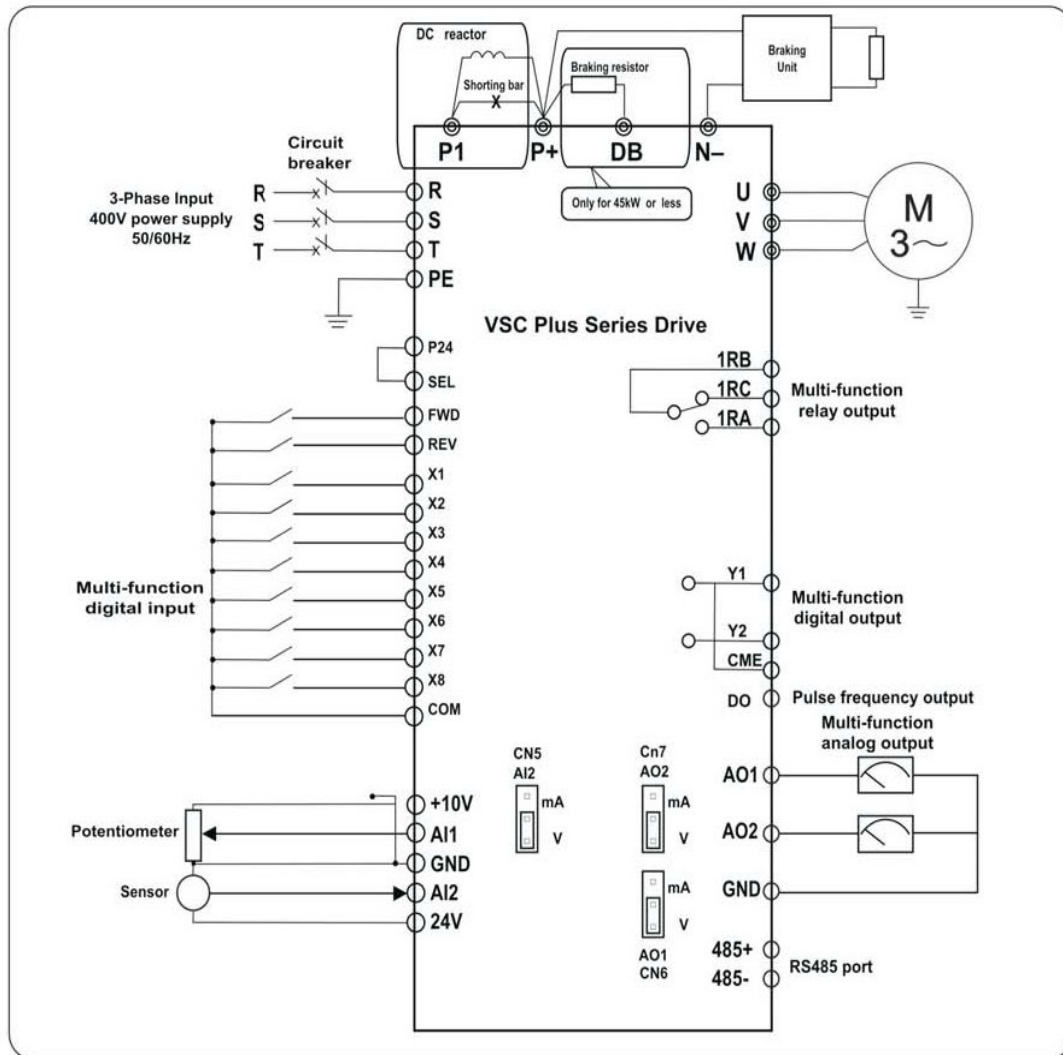 DC reactor
Shorting bar
X
Braking resistor
Braking
Unit
P1
P+
DB
N–
Only for 45kW or less
Circuit
breaker
3-Phase Input
400V power supply
50/60Hz
R
S
T
R
S
T
PE
U
V
W
M
3~
VSC Plus Series Drive
P24
SEL
FWD
REV
X1
X2
X3
X4
X5
X6
X7
X8
COM
Multi-function
digital input
1RB
1RC
1RA
Multi-function
relay output
Y1
Y2
CME
Multi-function
digital output
DO
Pulse frequency output
Multi-function
analog output
AO1
AO2
GND
CN5
AI2
mA
V
Cn7
AO2
mA
V
mA
V
AO1
CN6
+10V
AI1
GND
AI2
24V
Potentiometer
Sensor
485+
485-
RS485 port